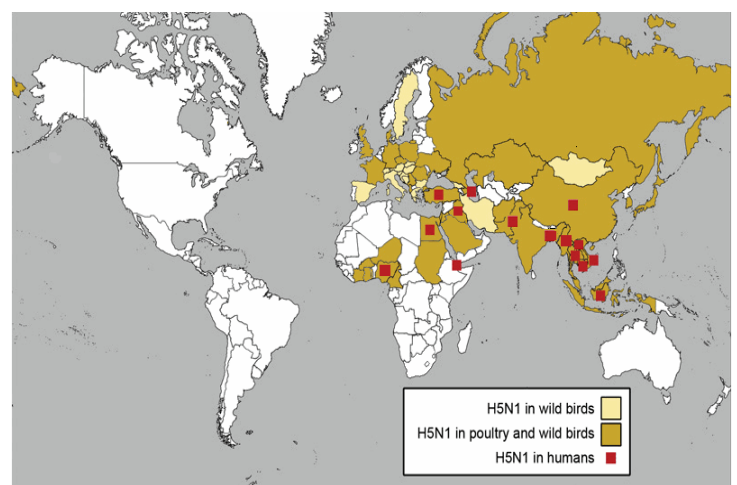 H5N1 in wild birds
H5N1 in poultry and wild birds
H5N1 in humans